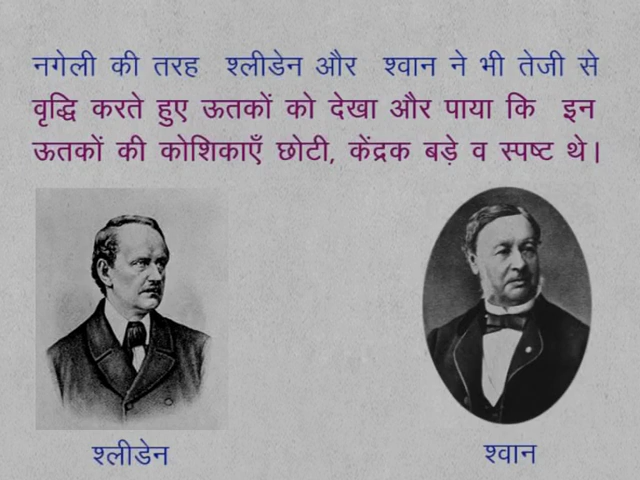 नगेली की तरह श्लीडेन और श्वान ने भी तेजी से
वृद्धि करते हुए ऊतकों को देखा और पाया कि इन
ऊतकों की कोशिकाएँ छोटी, केंद्रक बड़े व स्पष्ट थे।
श्लीडेन
श्वान